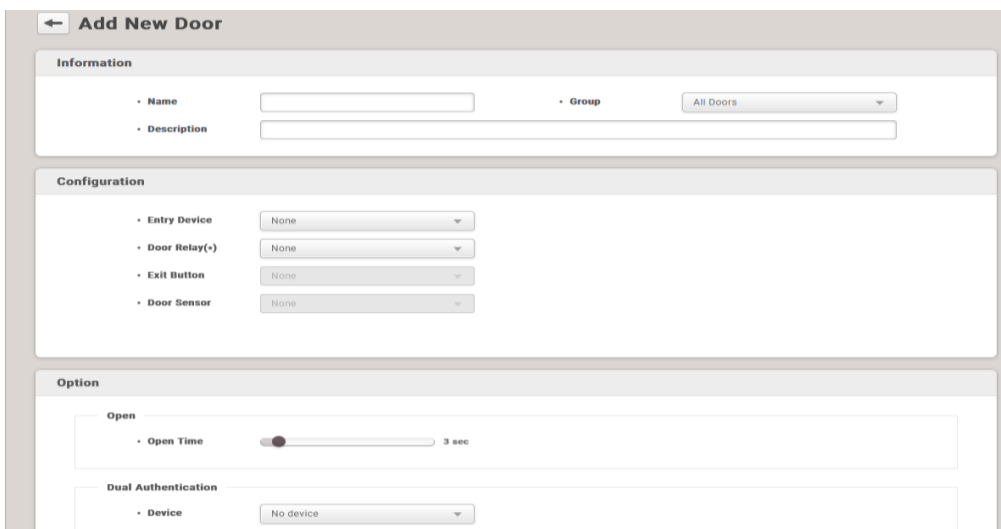 Add New Door
Information
• Name
• Group All Doors
• Description
Configuration
• Entry Device None
• Door Relay(*) None
• Exit Button None
• Door Sensor None
Option
Open
• Open Time 3 sec
Dual Authentication
• Device No device